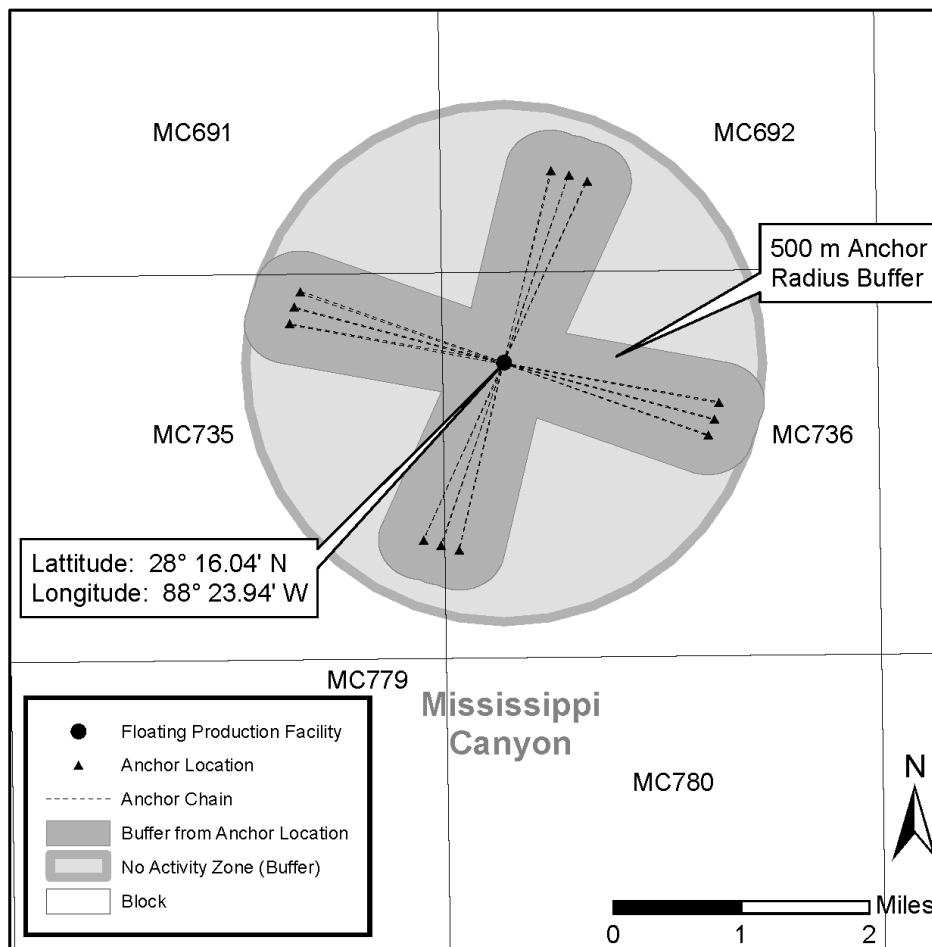 MC691
MC692
500 m Anchor
Radius Buffer
MC735
MC736
Lattitude:  28° 16.04' N
Longitude:  88° 23.94' W
MC779
Mississippi
Canyon
MC780
Floating Production Facility
Anchor Location
Anchor Chain
Buffer from Anchor Location
No Activity Zone (Buffer)
Block
N
Miles
0
1
2